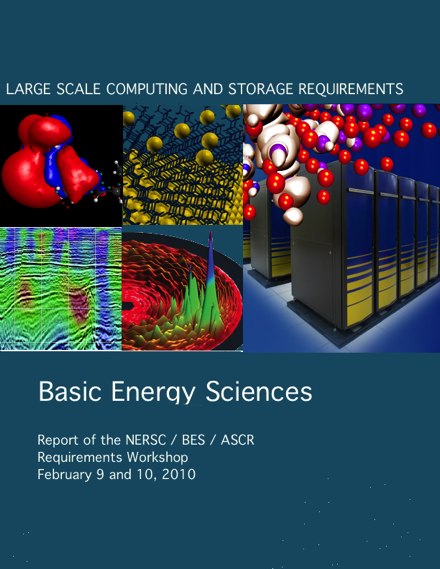 LARGE SCALE COMPUTING AND STORAGE REQUIREMENTS
Basic Energy Sciences
Report of the NERSC / BES / ASCR
Requirements Workshop
February 9 and 10, 2010